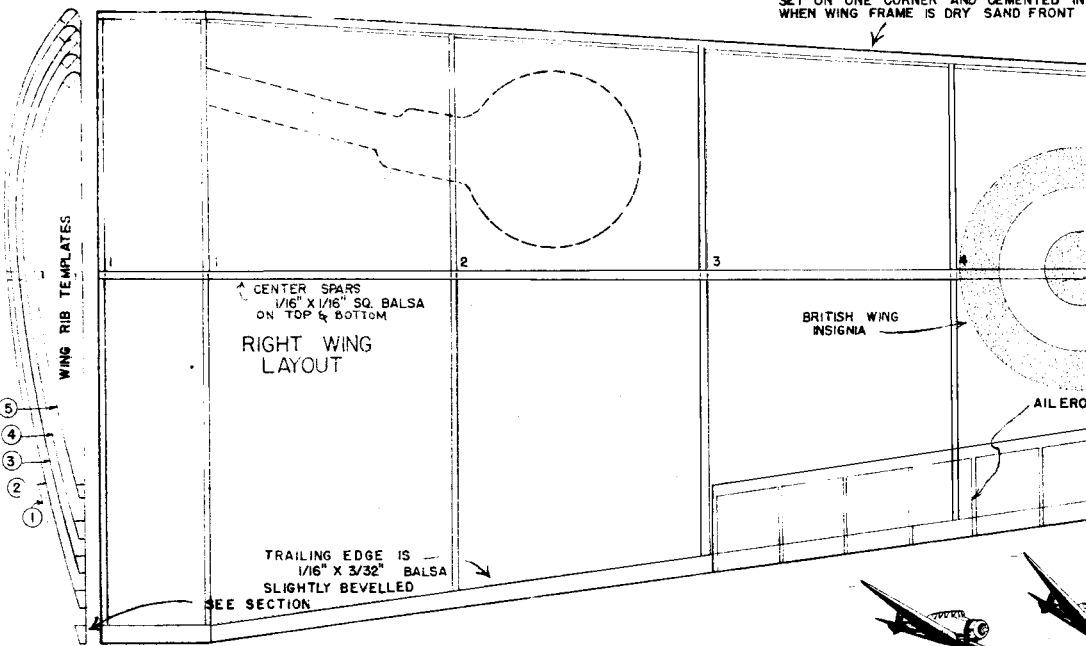 SET ON ONE CORNER AND CEMENTED IN
WHEN WING FRAME IS DRY SAND FRONT
WING RIB TEMPLATES
1
1
1
2
3
4
CENTER SPARS
1/16" X 1/16" SQ. BALSA
ON TOP & BOTTOM
RIGHT WING
LAYOUT
BRITISH WING
INSIGNIA
AILERO
5
4
3
2
1
TRAILING EDGE IS
1/16" X 3/32" BALSA
SLIGHTLY BEVELLED
SEE SECTION